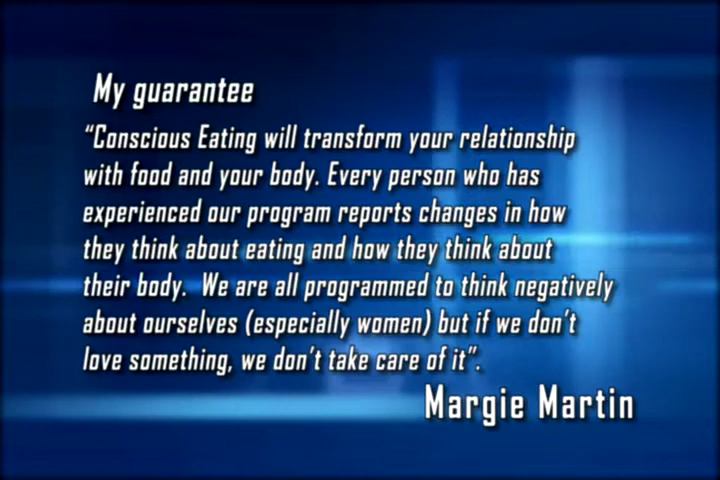 My guarantee
“Conscious Eating will transform your relationship
with food and your body. Every person who has
experienced our program reports changes in how
they think about eating and how they think about
their body.  We are all programmed to think negatively
about ourselves (especially women) but if we don’t
love something, we don’t take care of it”.
Margie Martin